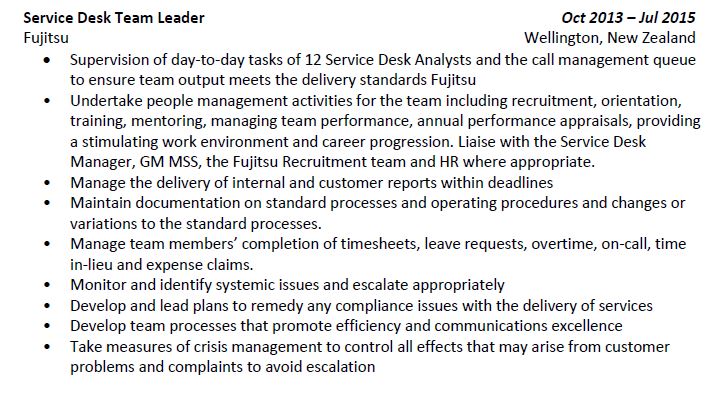 Service Desk Team Leader Oct 2013 – Jul 2015
Fujitsu Wellington, New Zealand
• Supervision of day-to-day tasks of 12 Service Desk Analysts and the call management queue
to ensure team output meets the delivery standards Fujitsu
• Undertake people management activities for the team including recruitment, orientation,
training, mentoring, managing team performance, annual performance appraisals, providing
a stimulating work environment and career progression. Liaise with the Service Desk
Manager, GM MSS, the Fujitsu Recruitment team and HR where appropriate.
• Manage the delivery of internal and customer reports within deadlines
• Maintain documentation on standard processes and operating procedures and changes or
variations to the standard processes.
• Manage team members’ completion of timesheets, leave requests, overtime, on-call, time
in-lieu and expense claims.
• Monitor and identify systemic issues and escalate appropriately
• Develop and lead plans to remedy any compliance issues with the delivery of services
• Develop team processes that promote efficiency and communications excellence
• Take measures of crisis management to control all effects that may arise from customer
problems and complaints to avoid escalation